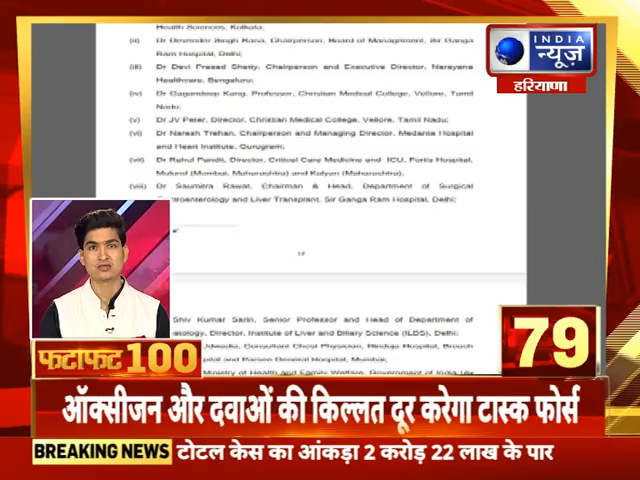 Health Sciences, Kolkata;
(ii) Dr Devender Singh Rana, Chairperson, Board of Management, Sir Ganga
Ram Hospital, Delhi;
(iii) Dr Devi Prasad Shetty, Chairperson and Executive Director, Narayana
Healthcare, Bengaluru;
(iv) Dr Gagandeep Kang, Professor, Christian Medical College, Vellore, Tamil
Nadu;
(v) Dr JV Peter, Director, Christian Medical College, Vellore, Tamil Nadu;
(vi) Dr Naresh Trehan, Chairperson and Managing Director, Medanta Hospital
and Heart Institute, Gurugram;
(vii) Dr Rahul Pandit, Director, Critical Care Medicine and ICU, Fortis Hospital,
Mulund (Mumbai, Maharashtra) and Kalyan (Maharashtra);
(viii) Dr Saumitra Rawat, Chairman & Head, Department of Surgical
Gastroenterology and Liver Transplant, Sir Ganga Ram Hospital, Delhi;
17
Shiv Kumar Sarin, Senior Professor and Head of Department of
Director, Institute of Liver and Biliary Science (ILBS), Delhi;
Consultant Chest Physician, Hinduja Hospital, Breach
and Parsee General Hospital, Mumbai;
Ministry of Health and Family Welfare, Government of India (ex
INDIA
न्यूज़
हरियाणा
फटाफट 100
79
ऑक्सीजन और दवाओं की किल्लत दूर करेगा टास्क फोर्स
BREAKING NEWS टोटल केस का आंकड़ा 2 करोड़ 22 लाख के पार